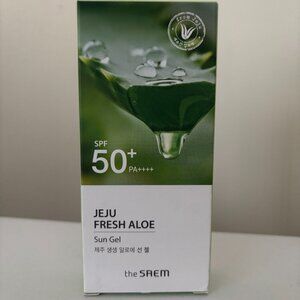 SPF
50+
PA++++
JEJU
FRESH ALOE
Sun Gel
제주 생생 알로에 선 젤
the SAEM